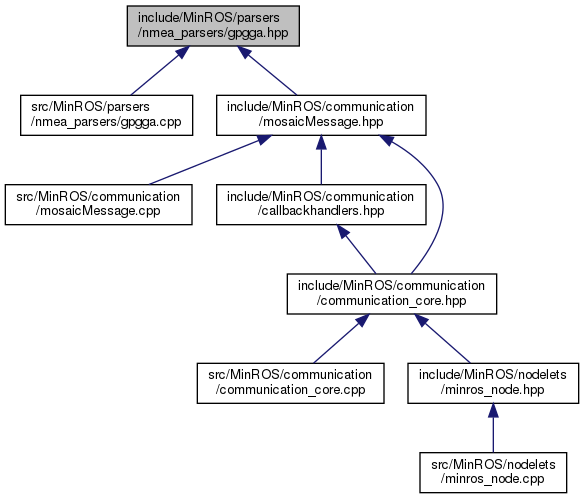 include/MinROS/parsers
/nmea_parsers/gpgga.hpp
src/MinROS/parsers
/nmea_parsers/gpgga.cpp
include/MinROS/communication
/mosaicMessage.hpp
src/MinROS/communication
/mosaicMessage.cpp
include/MinROS/communication
/callbackhandlers.hpp
include/MinROS/communication
/communication_core.hpp
src/MinROS/communication
/communication_core.cpp
include/MinROS/nodelets
/minros_node.hpp
src/MinROS/nodelets
/minros_node.cpp